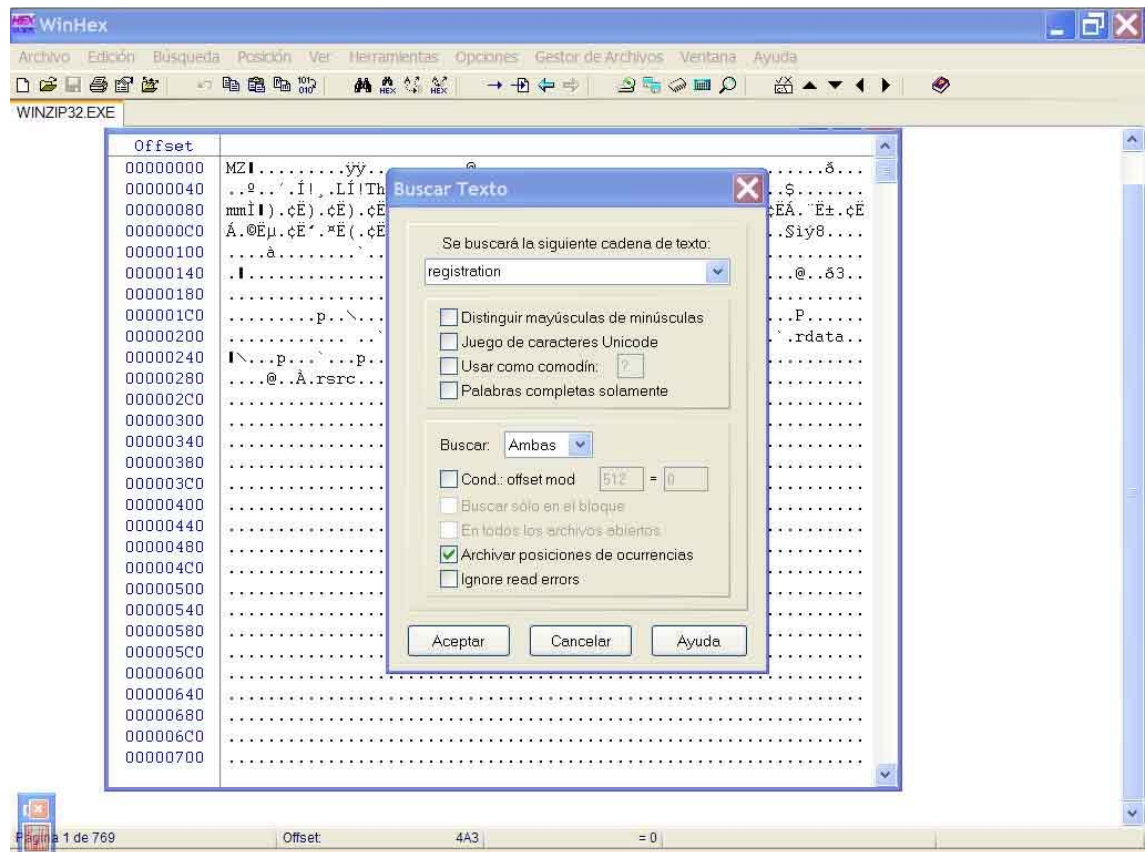 WinHex
Archivo Edición Búsqueda Posición Ver Herramientas Opciones Gestor de Archivos Ventana Ayuda
WINZIP32.EXE
Offset
00000000
00000040
00000080
000000C0
00000100
00000140
00000180
000001C0
00000200
00000240
00000280
000002C0
00000300
00000340
00000380
000003C0
00000400
00000440
00000480
000004C0
00000500
00000540
00000580
000005C0
00000600
00000640
00000680
000006C0
00000700
Buscar Texto
Se buscará la siguiente cadena de texto:
registration
Distinguir mayúsculas de minúsculas
Juego de caracteres Unicode
Usar como comodín: ?
Palabras completas solamente
Buscar: Ambas
Cond.: offset mod 512 = 0
Buscar sólo en el bloque
En todos los archivos abiertos
Archivar posiciones de ocurrencias
Ignore read errors
Aceptar Cancelar Ayuda
Página 1 de 769 Offset: 4A3 = 0